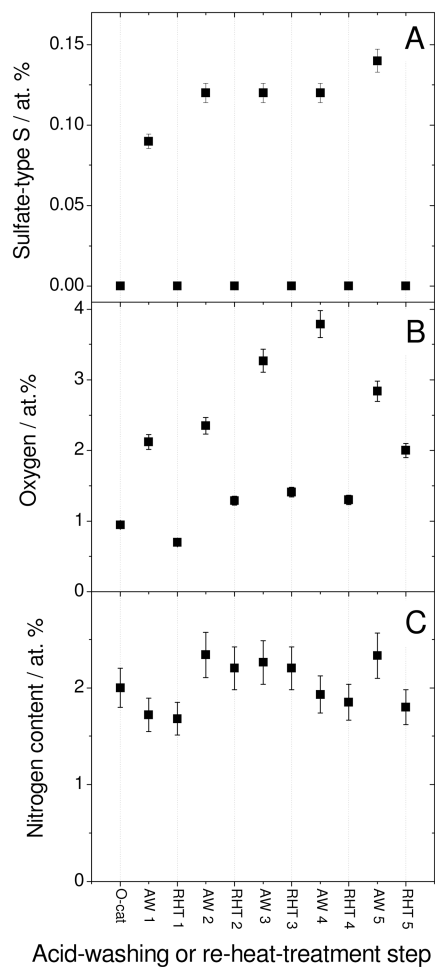 A
0.15
0.10
0.05
0.00
Sulfate-type S / at. %
B
4
3
2
1
0
Oxygen / at.%
C
2
1
0
Nitrogen content / at. %
O-cat
AW 1
RHT 1
AW 2
RHT 2
AW 3
RHT 3
AW 4
RHT 4
AW 5
RHT 5
Acid-washing or re-heat-treatment step